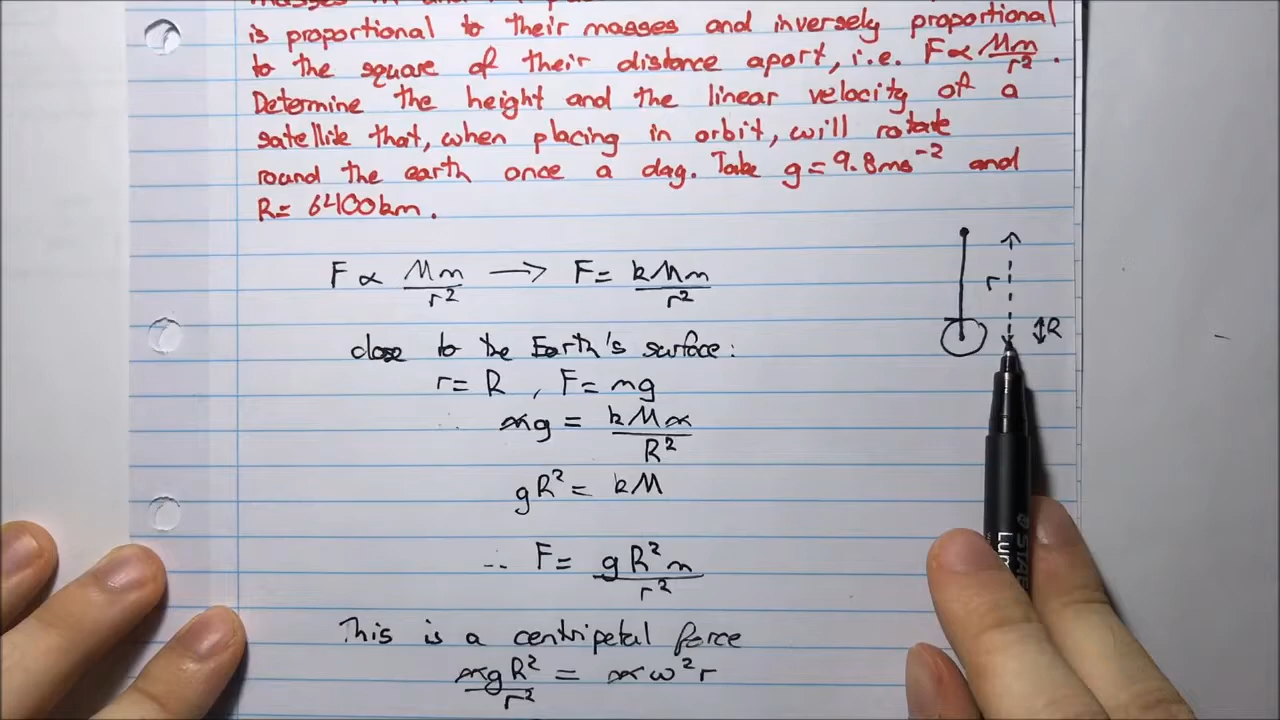 is proportional to their masses and inversely proportional
to the square of their distance apart, i.e. F ∝ Mm/r².
Determine the height and the linear velocity of a
satellite that, when placing in orbit, will rotate
round the earth once a day. Take g = 9.8ms⁻² and
R = 6400km.
F ∝ Mm/r² → F = kMm/r²
close to the Earth's surface:
r = R , F = mg
mg = kMm/R²
gR² = kM
∴ F = gR²m/r²
This is a centripetal force
mgR²/r² = mω²r
r
R